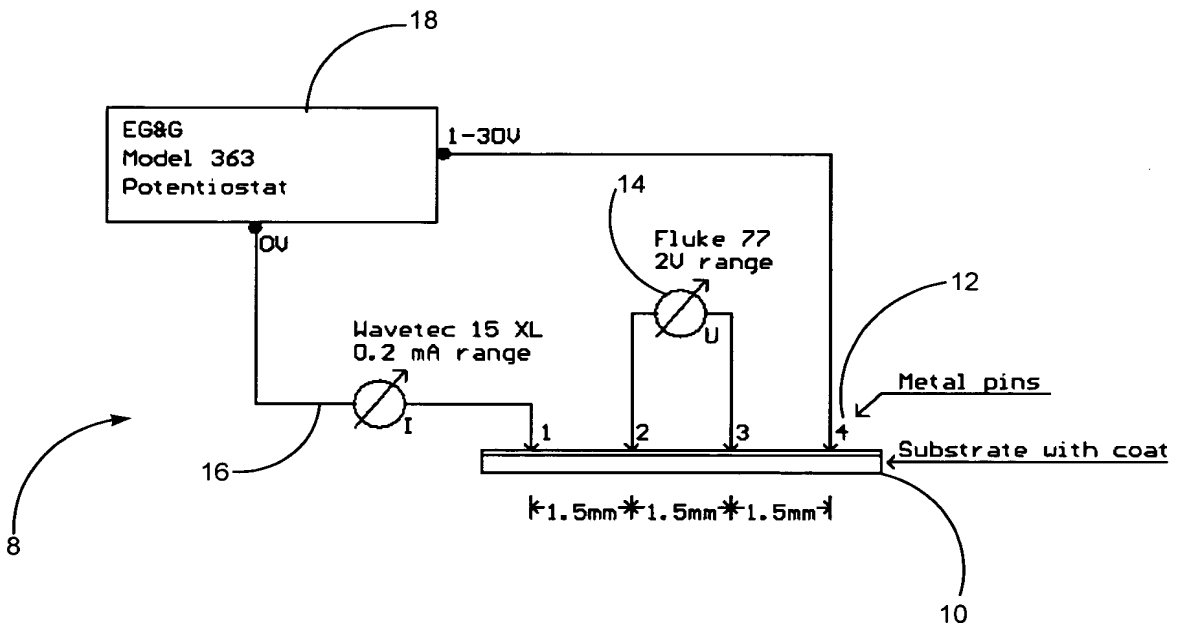 18
EG&G
Model 363
Potentiostat
1-30V
0V
14
Fluke 77
2V range
U
12
Wavetec 15 XL
0.2 mA range
I
Metal pins
1 2 3 4
Substrate with coat
16
1.5mm 1.5mm 1.5mm
8
10